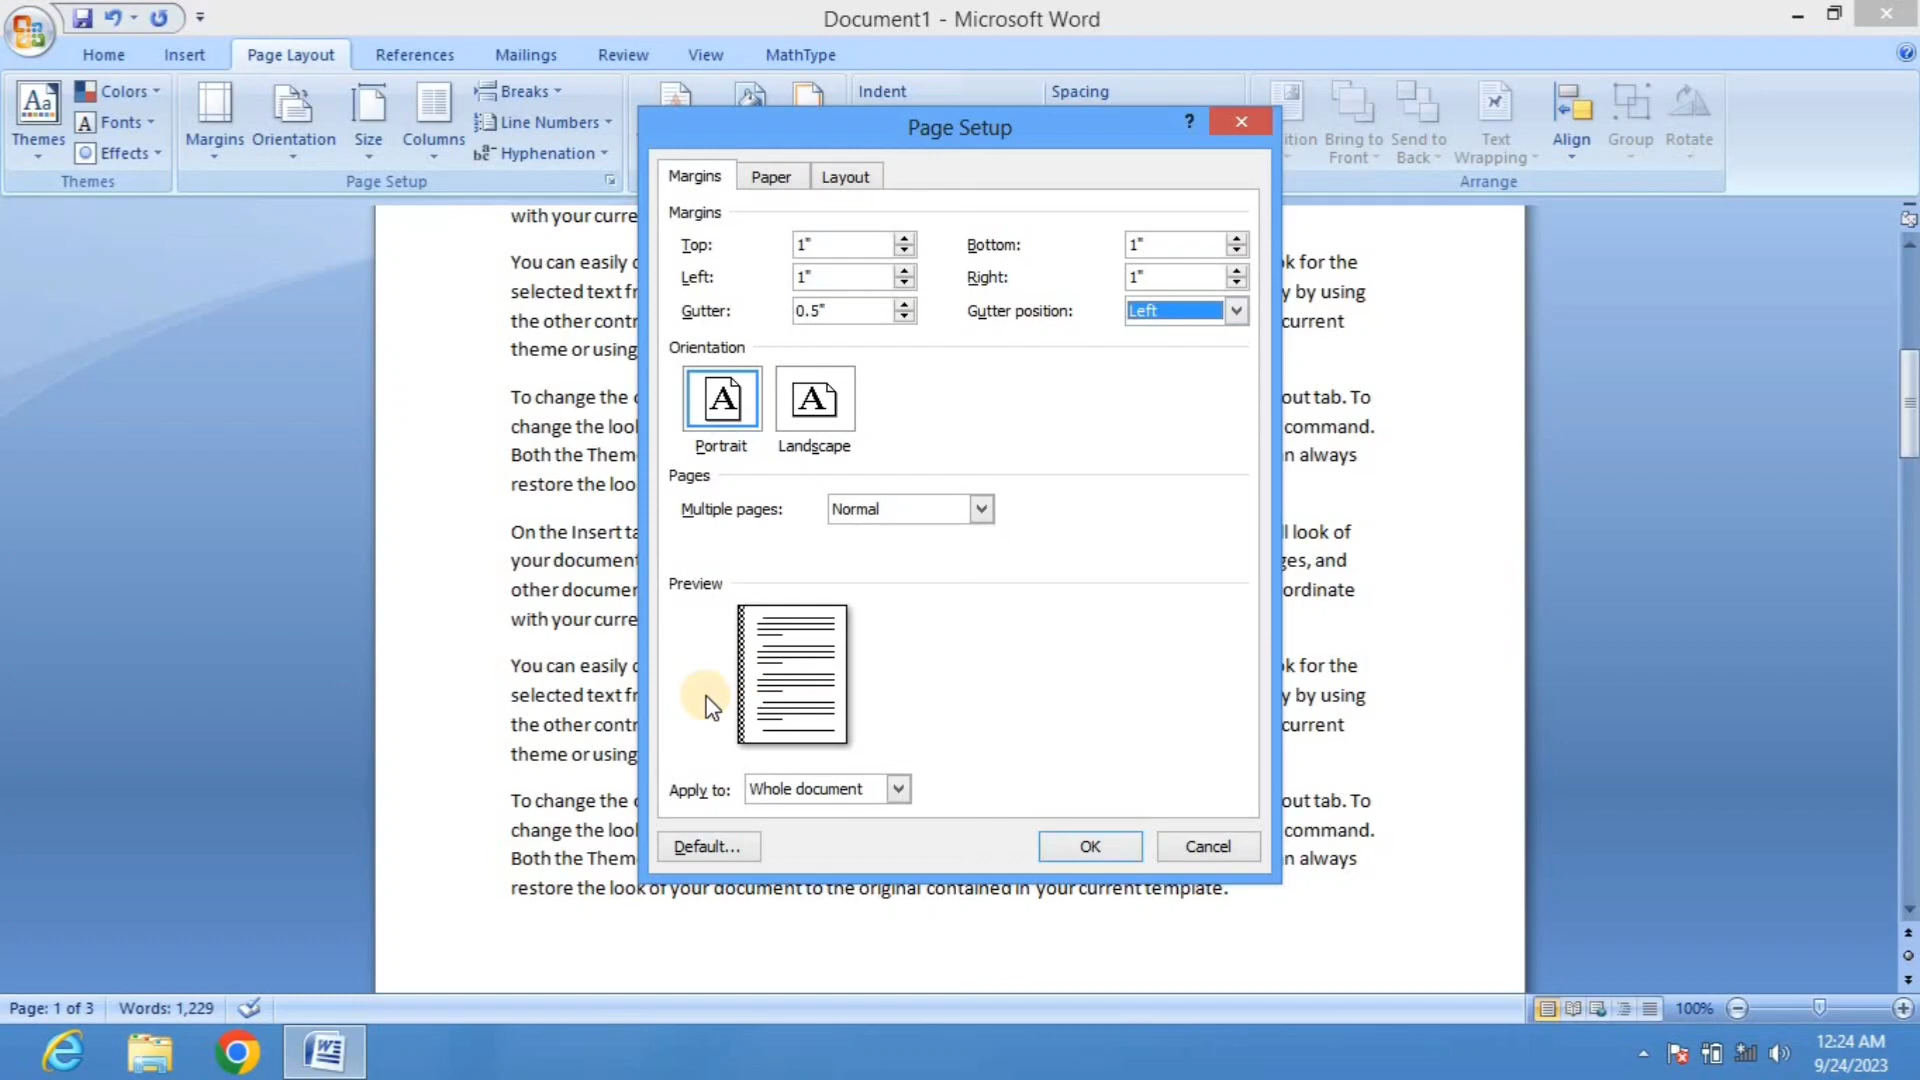 Document1 - Microsoft Word
Home Insert Page Layout References Mailings Review View MathType
Aa Themes
Colors
A Fonts
Effects
Themes
Margins Orientation Size Columns
Breaks
Line Numbers
Hyphenation
Page Setup
Indent Spacing
Bring to Front
Send to Back
Text Wrapping
Align Group Rotate
Arrange
Page Setup
?
Margins Paper Layout
Margins
Top: 1" Bottom: 1"
Left: 1" Right: 1"
Gutter: 0.5" Gutter position: Left
Orientation
A A
Portrait Landscape
Pages
Multiple pages: Normal
Preview
Apply to: Whole document
Default... OK Cancel
with your curre
You can easily k for the
selected text y by using
the other contr current
theme or using
To change the out tab. To
change the loo command.
Both the Them n always
restore the loo
On the Insert ta l look of
your document ges, and
other documen ordinate
with your curre
You can easily k for the
selected text y by using
the other contr current
theme or using
To change the out tab. To
change the loo command.
Both the Them n always
restore the look of your document to the original contained in your current template.
Page: 1 of 3 Words: 1,229 100%
12:24 AM
9/24/2023